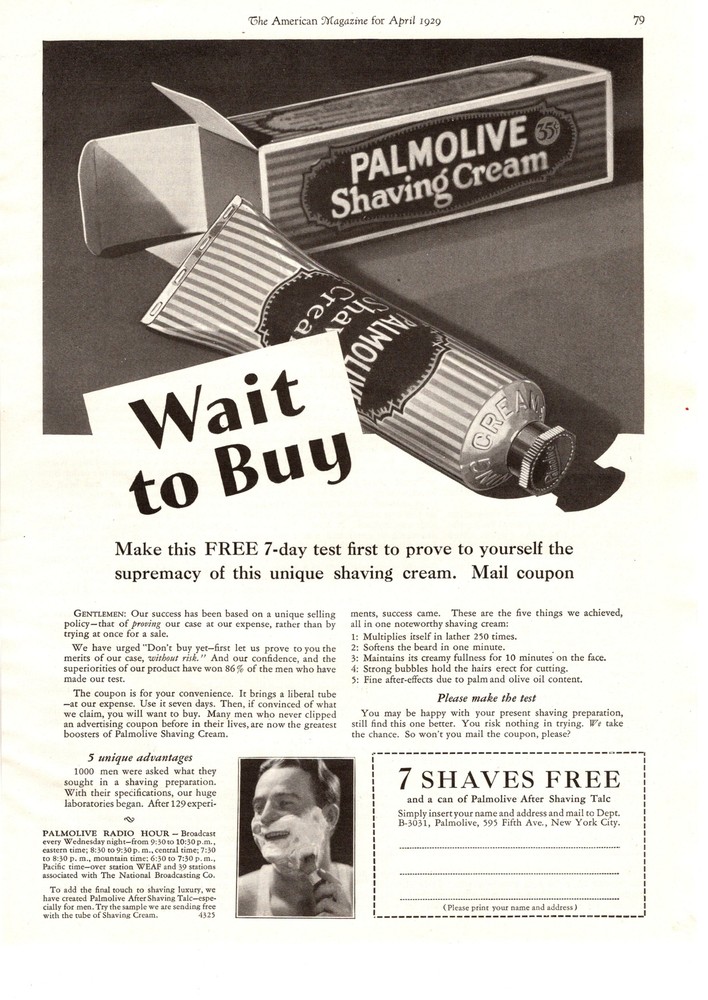 The American Magazine for April 1929
79
PALMOLIVE
35¢
Shaving Cream
PALMOLIVE
Shaving
Cream
CREAM
Wait
to Buy
Make this FREE 7-day test first to prove to yourself the
supremacy of this unique shaving cream. Mail coupon
GENTLEMEN: Our success has been based on a unique selling
policy—that of proving our case at our expense, rather than by
trying at once for a sale.
We have urged "Don't buy yet—first let us prove to you the
merits of our case, without risk." And our confidence, and the
superiorities of our product have won 86% of the men who have
made our test.
The coupon is for your convenience. It brings a liberal tube
—at our expense. Use it seven days. Then, if convinced of what
we claim, you will want to buy. Many men who never clipped
an advertising coupon before in their lives, are now the greatest
boosters of Palmolive Shaving Cream.
5 unique advantages
1000 men were asked what they
sought in a shaving preparation.
With their specifications, our huge
laboratories began. After 129 experi-
ments, success came. These are the five things we achieved,
all in one noteworthy shaving cream:
1: Multiplies itself in lather 250 times.
2: Softens the beard in one minute.
3: Maintains its creamy fullness for 10 minutes on the face.
4: Strong bubbles hold the hairs erect for cutting.
5: Fine after-effects due to palm and olive oil content.
Please make the test
You may be happy with your present shaving preparation,
still find this one better. You risk nothing in trying. We take
the chance. So won't you mail the coupon, please?
PALMOLIVE RADIO HOUR — Broadcast
every Wednesday night—from 9:30 to 10:30 p.m.,
eastern time; 8:30 to 9:30 p. m., central time; 7:30
to 8:30 p. m., mountain time; 6:30 to 7:30 p. m.,
Pacific time—over station WEAF and 39 stations
associated with The National Broadcasting Co.
To add the final touch to shaving luxury, we
have created Palmolive After Shaving Talc—espe-
cially for men. Try the sample we are sending free
with the tube of Shaving Cream. 4325
7 SHAVES FREE
and a can of Palmolive After Shaving Talc
Simply insert your name and address and mail to Dept.
B-3031, Palmolive, 595 Fifth Ave., New York City.
(Please print your name and address)